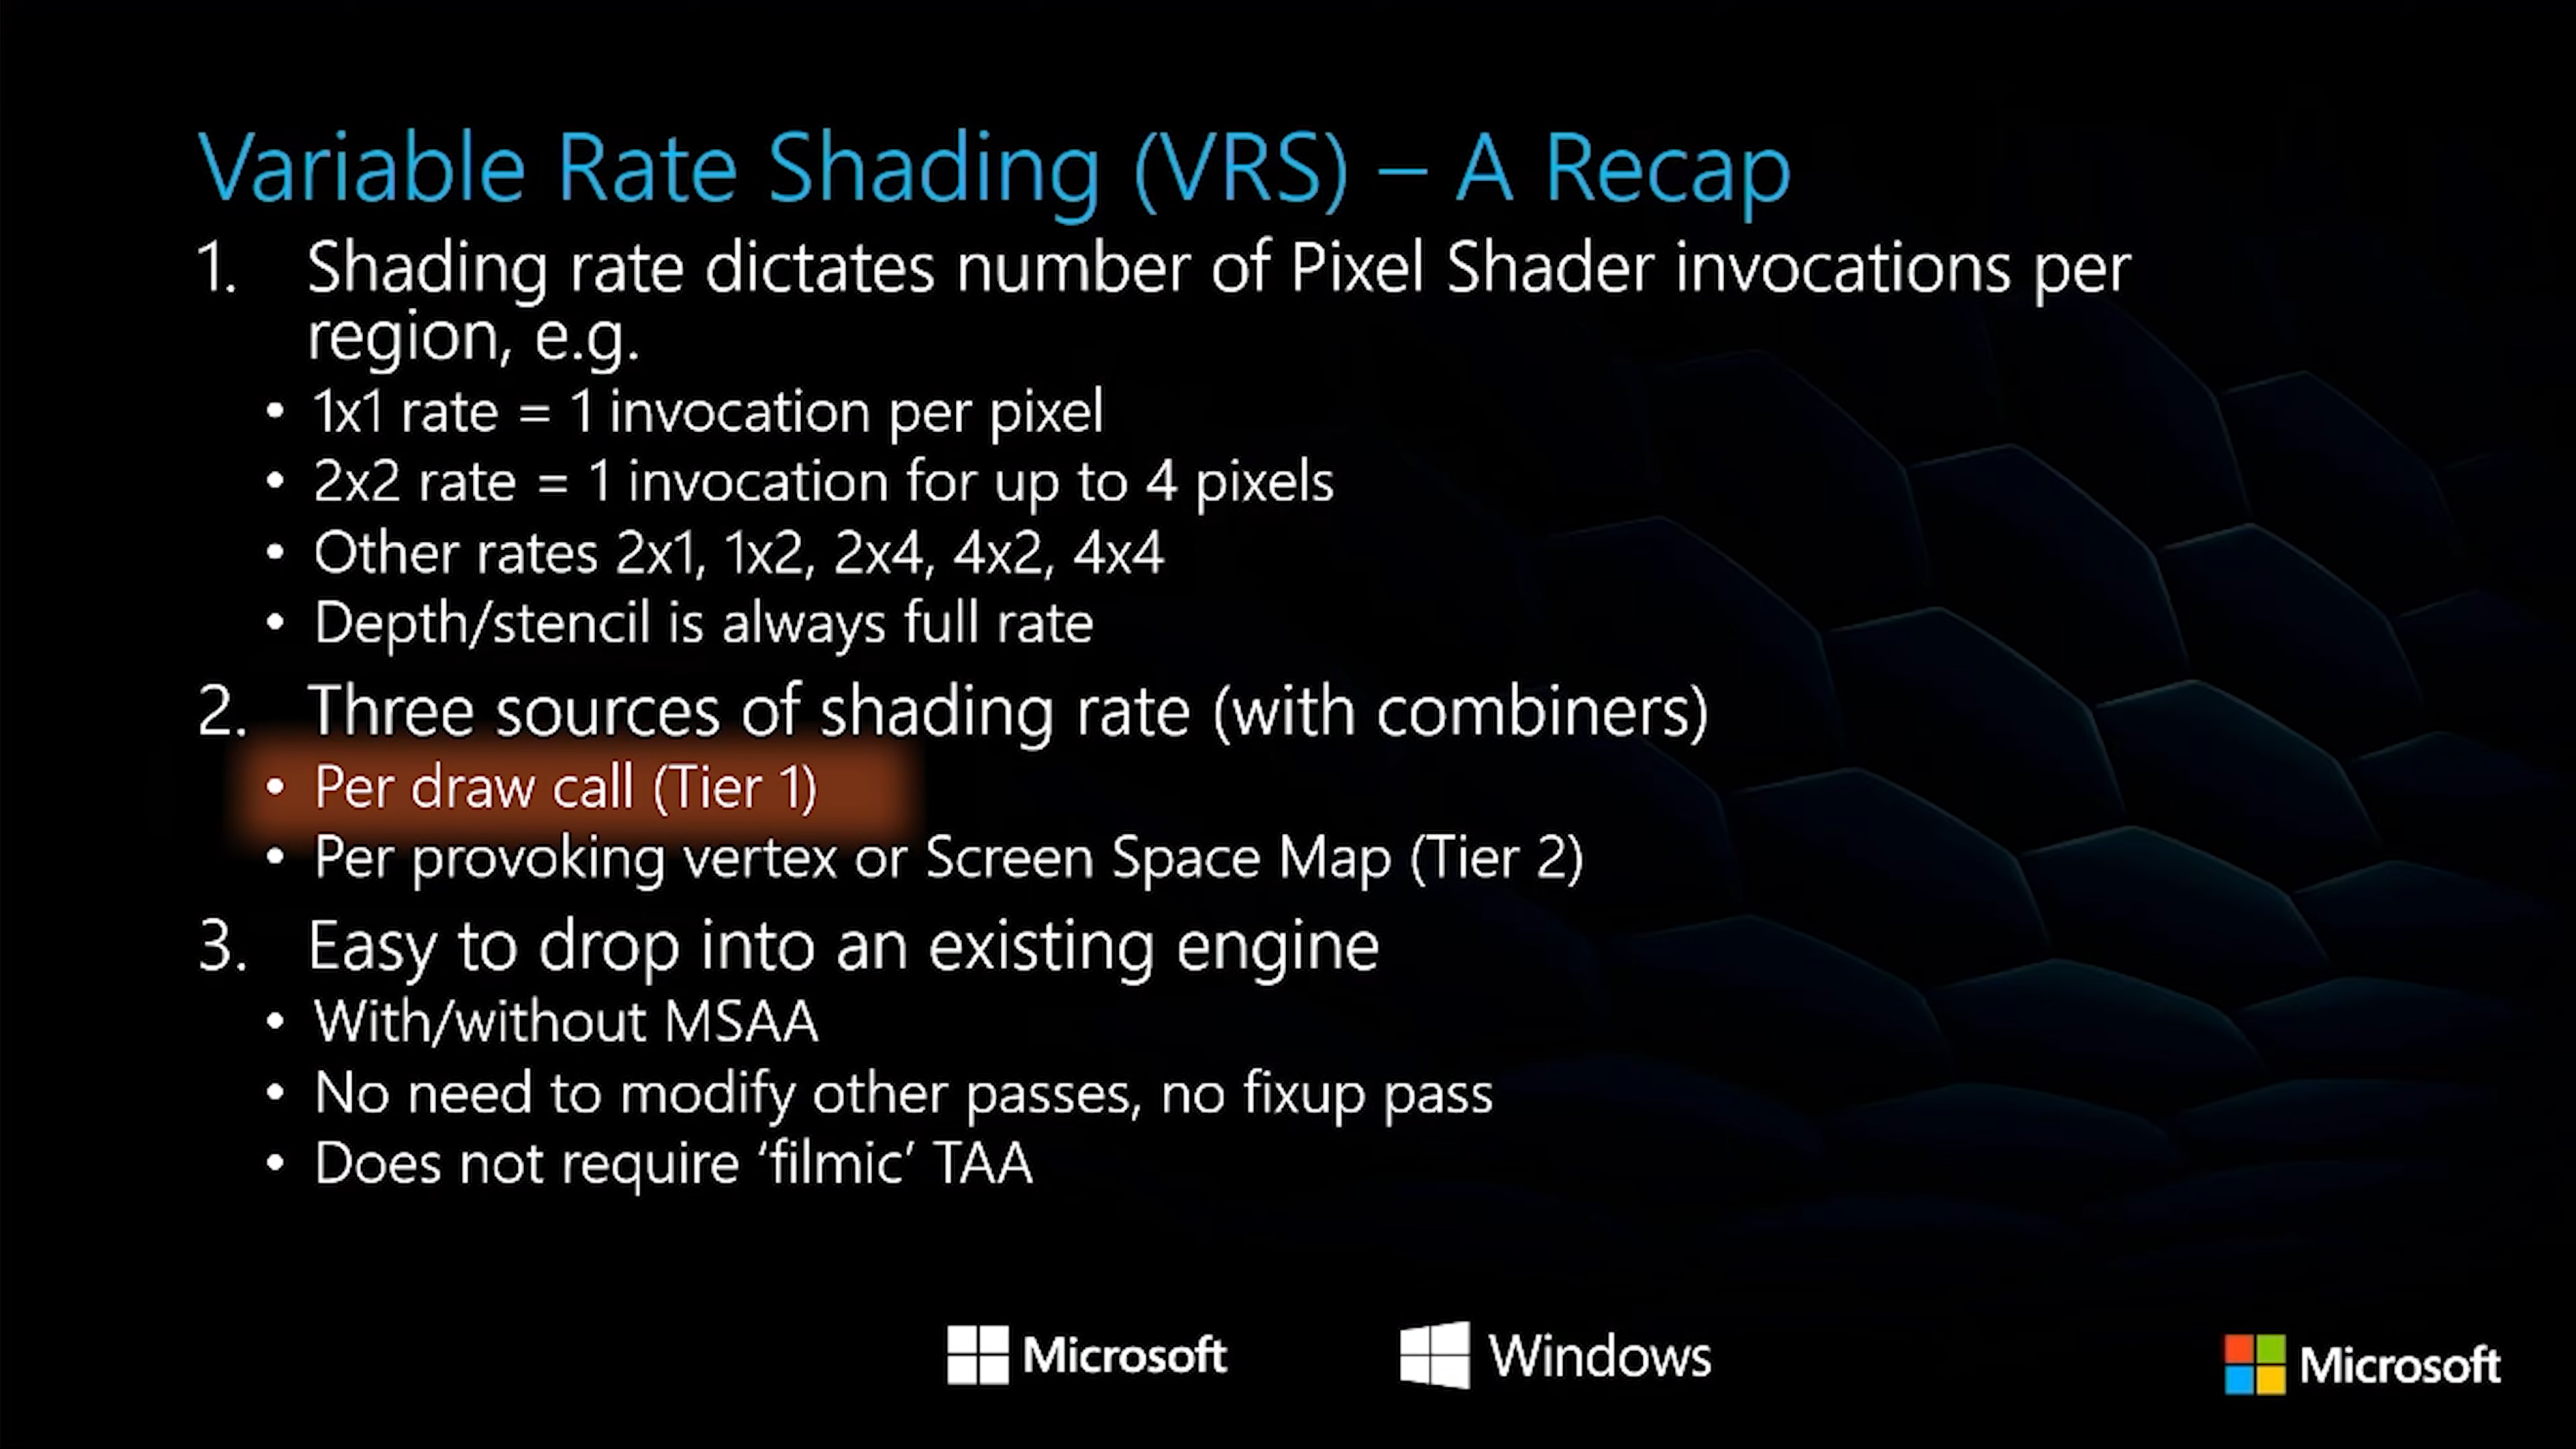 Variable Rate Shading (VRS) – A Recap
1. Shading rate dictates number of Pixel Shader invocations per
region, e.g.
• 1x1 rate = 1 invocation per pixel
• 2x2 rate = 1 invocation for up to 4 pixels
• Other rates 2x1, 1x2, 2x4, 4x2, 4x4
• Depth/stencil is always full rate
2. Three sources of shading rate (with combiners)
• Per draw call (Tier 1)
• Per provoking vertex or Screen Space Map (Tier 2)
3. Easy to drop into an existing engine
• With/without MSAA
• No need to modify other passes, no fixup pass
• Does not require ‘filmic’ TAA
Microsoft
Windows
Microsoft